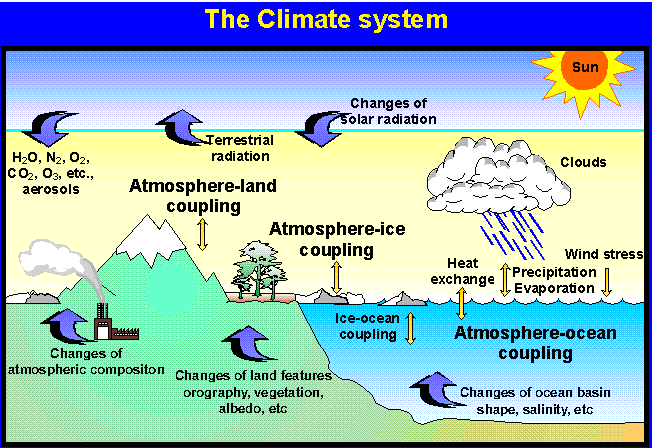 The Climate system
Sun
Changes of
Solar radiation
Terrestrial
radiation
H2O, N2, O2,
CO2, O3, etc.,
aerosols
Clouds
Atmosphere-land
coupling
Atmosphere-ice
coupling
Heat
exchange
Wind stress
Precipitation
Evaporation
Ice-ocean
coupling
Atmosphere-ocean
coupling
Changes of
atmospheric compositon
Changes of land features
orography, vegetation,
albedo, etc
Changes of ocean basin
shape, salinity, etc